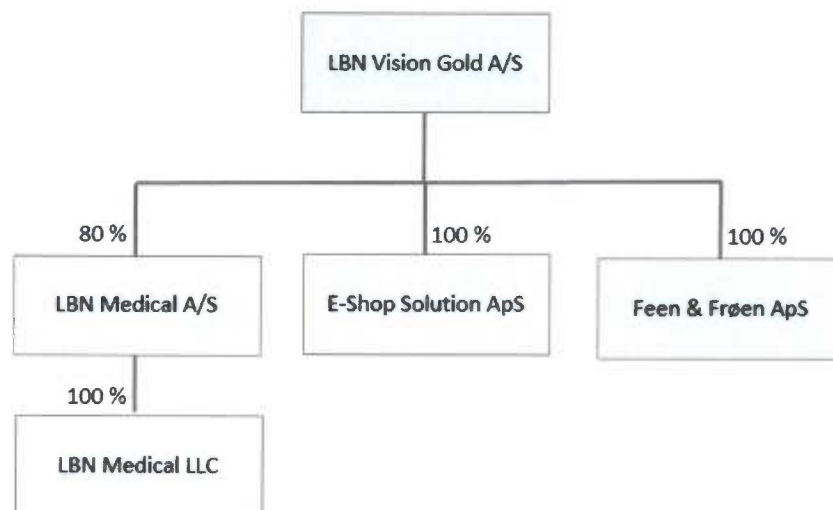 LBN Vision Gold A/S
80 %
100 %
100 %
LBN Medical A/S
E-Shop Solution ApS
Feen & Frøen ApS
100 %
LBN Medical LLC